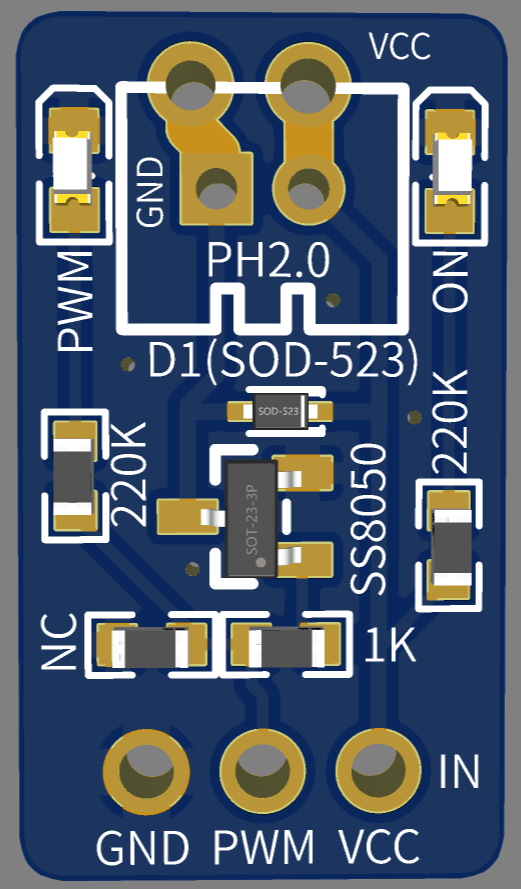 VCC
GND
PH2.0
PWM
ON
D1(SOD-523)
SOD-523
220K
220K
SOT-23-3P
SS8050
NC
1K
IN
GND PWM VCC